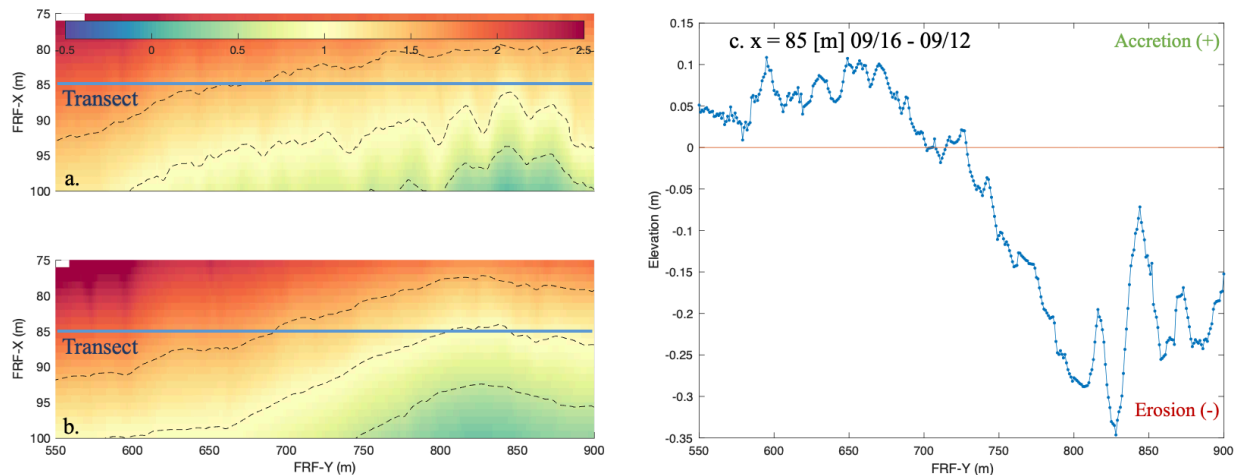 75
80
85
90
95
100
FRF-X (m)
-0.5 0 0.5 1 1.5 2 2.5
Transect
a.
75
80
85
90
95
100
FRF-X (m)
Transect
b.
550 600 650 700 750 800 850 900
FRF-Y (m)
0.15
0.1
0.05
0
-0.05
-0.1
-0.15
-0.2
-0.25
-0.3
-0.35
Elevation (m)
c. x = 85 [m] 09/16 - 09/12
Accretion (+)
Erosion (-)
550 600 650 700 750 800 850 900
FRF-Y (m)